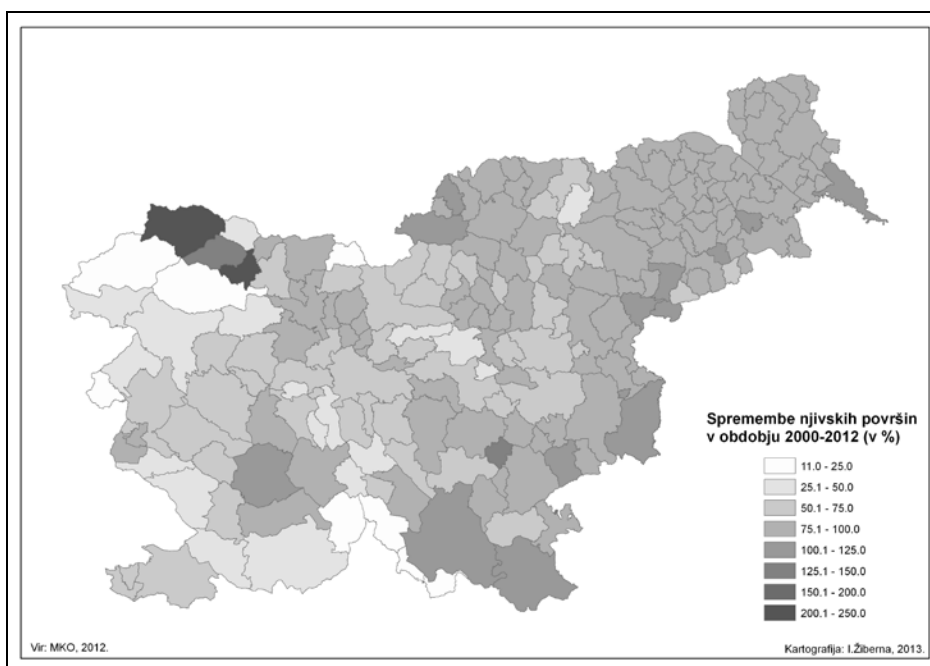 Spremembe njivskih površin
v obdobju 2000-2012 (v %)
11.0 - 25.0
25.1 - 50.0
50.1 - 75.0
75.1 - 100.0
100.1 - 125.0
125.1 - 150.0
150.1 - 200.0
200.1 - 250.0
Vir: MKO, 2012.
Kartografija: I.Žiberna, 2013.